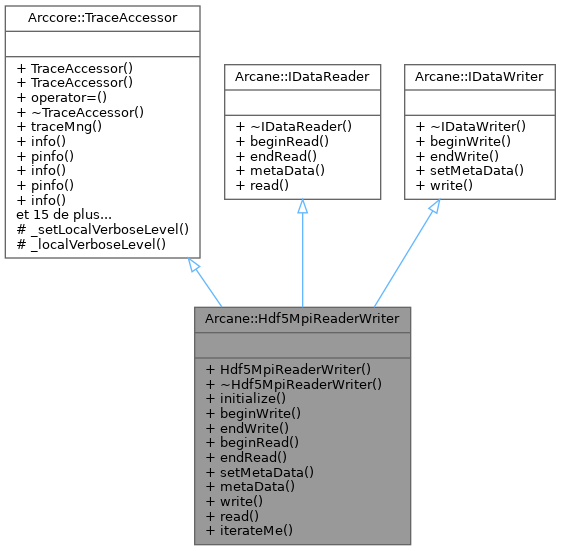 Arccore::TraceAccessor
+ TraceAccessor()
+ TraceAccessor()
+ operator=()
+ ~TraceAccessor()
+ traceMng()
+ info()
+ pinfo()
+ info()
+ pinfo()
+ info()
et 15 de plus...
# _setLocalVerboseLevel()
# _localVerboseLevel()
Arcane::IDataReader
+ ~IDataReader()
+ beginRead()
+ endRead()
+ metaData()
+ read()
Arcane::IDataWriter
+ ~IDataWriter()
+ beginWrite()
+ endWrite()
+ setMetaData()
+ write()
Arcane::Hdf5MpiReaderWriter
+ Hdf5MpiReaderWriter()
+ ~Hdf5MpiReaderWriter()
+ initialize()
+ beginWrite()
+ endWrite()
+ beginRead()
+ endRead()
+ setMetaData()
+ metaData()
+ write()
+ read()
+ iterateMe()